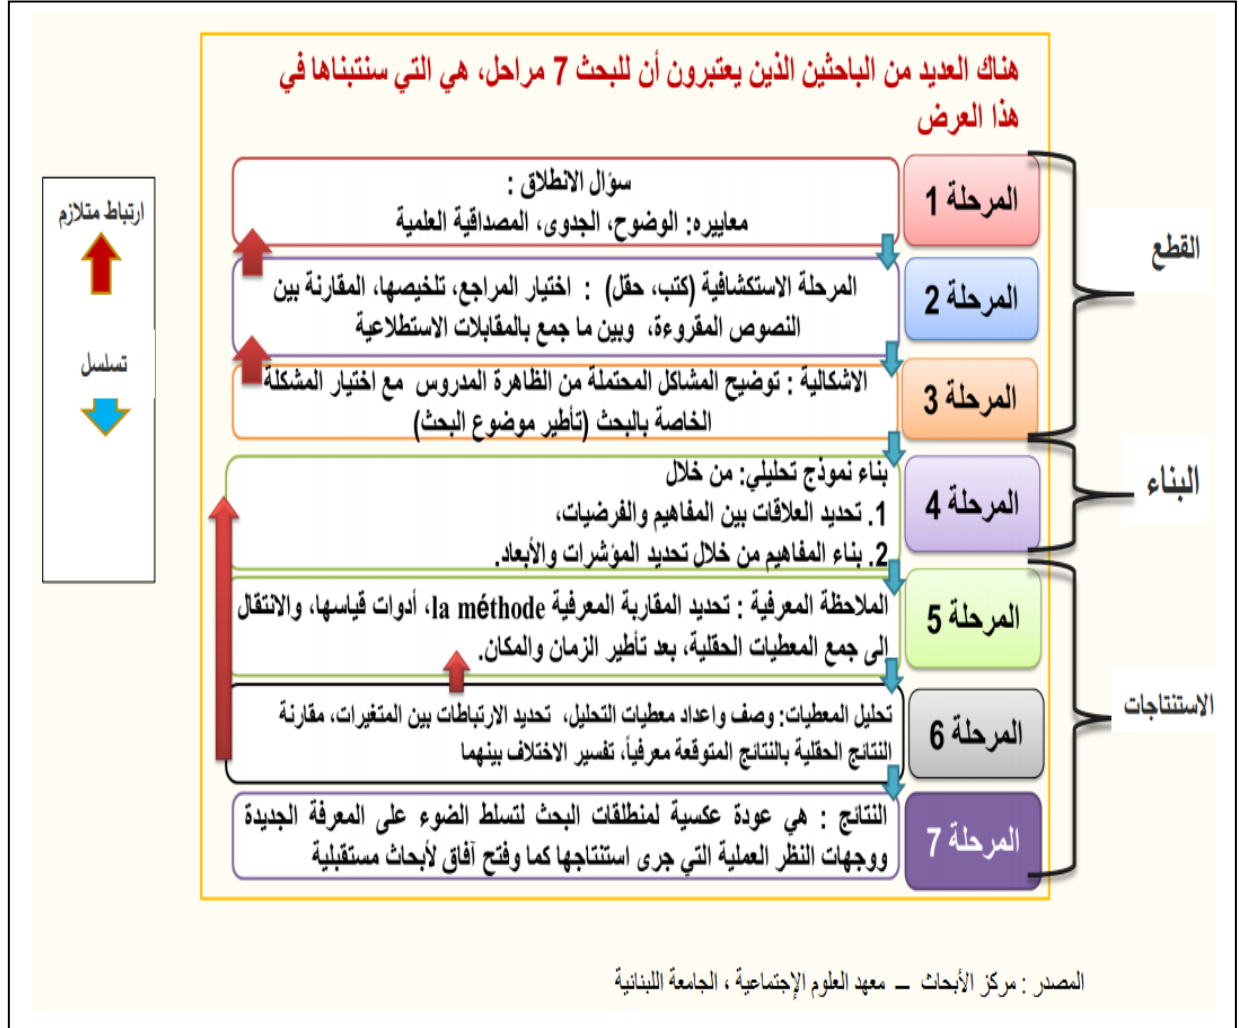 هناك العديد من الباحثين الذين يعتبرون أن للبحث 7 مراحل، هي التي سنتبناها في
هذا العرض
ارتباط متلازم
تسلسل
القطع
المرحلة 1
سؤال الانطلاق :
معاييره: الوضوح، الجدوى، المصداقية العلمية
المرحلة 2
المرحلة الاستكشافية (كتب، حقل) : اختيار المراجع، تلخيصها، المقارنة بين
النصوص المقروءة، وبين ما جمع بالمقابلات الاستطلاعية
المرحلة 3
الاشكالية : توضيح المشاكل المحتملة من الظاهرة المدروس مع اختيار المشكلة
الخاصة بالبحث (تأطير موضوع البحث)
البناء
المرحلة 4
بناء نموذج تحليلي: من خلال
1. تحديد العلاقات بين المفاهيم والفرضيات،
2. بناء المفاهيم من خلال تحديد المؤشرات والأبعاد.
الاستنتاجات
المرحلة 5
الملاحظة المعرفية : تحديد المقاربة المعرفية la méthode، أدوات قياسها، والانتقال
الى جمع المعطيات الحقلية، بعد تأطير الزمان والمكان.
المرحلة 6
تحليل المعطيات: وصف واعداد معطيات التحليل، تحديد الارتباطات بين المتغيرات، مقارنة
النتائج الحقلية بالنتائج المتوقعة معرفياً، تفسير الاختلاف بينهما
المرحلة 7
النتائج : هي عودة عكسية لمنطلقات البحث لتسلط الضوء على المعرفة الجديدة
ووجهات النظر العملية التي جرى استنتاجها كما وفتح آفاق لأبحاث مستقبلية
المصدر : مركز الأبحاث – معهد العلوم الإجتماعية ، الجامعة اللبنانية